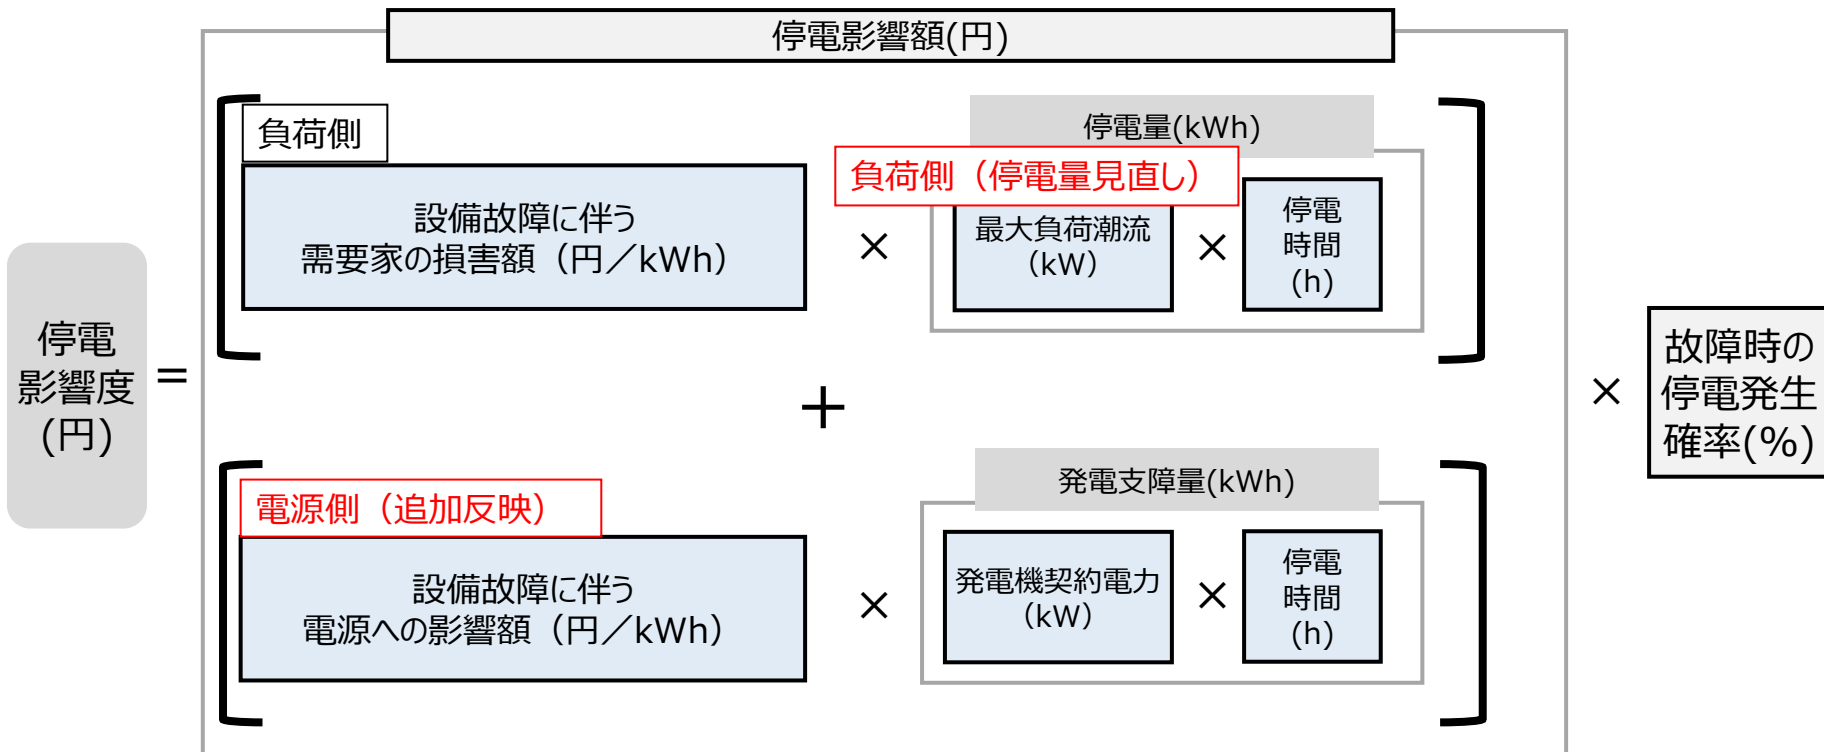 停電影響額(円)
負荷側
停電量(kWh)
負荷側（停電量見直し）
設備故障に伴う
需要家の損害額（円／kWh）
×
最大負荷潮流
（kW）
×
停電
時間
(h)
停電
影響度
(円)
＝
＋
×
故障時の
停電発生
確率(%)
電源側（追加反映）
発電支障量(kWh)
設備故障に伴う
電源への影響額（円／kWh）
×
発電機契約電力
（kW）
×
停電
時間
(h)